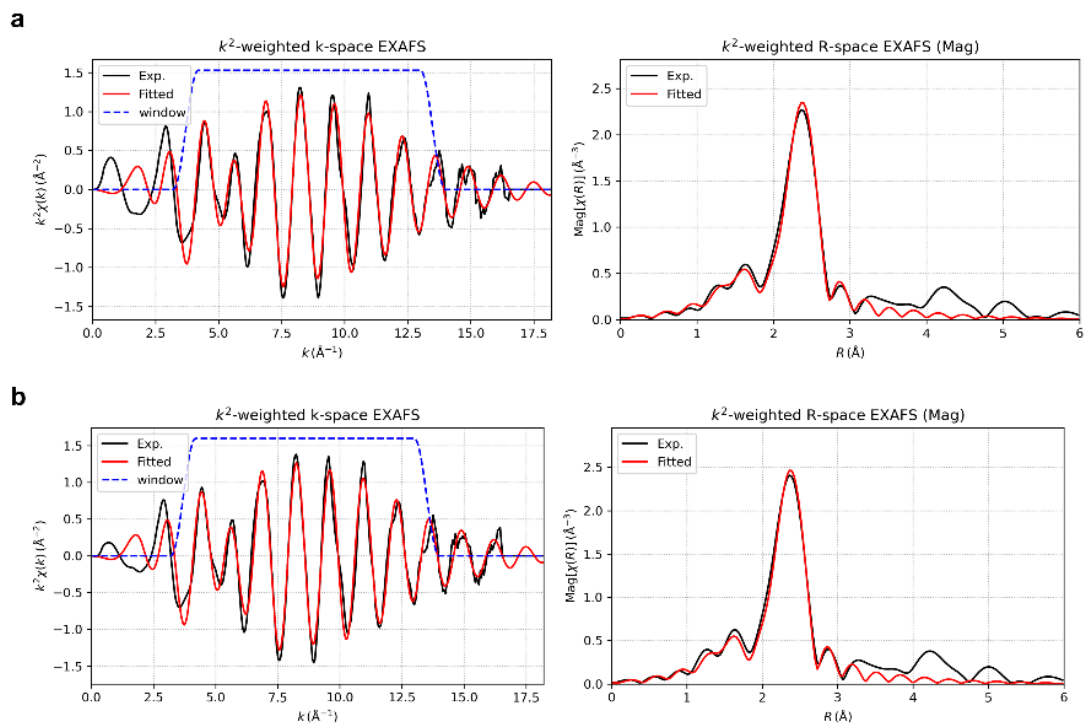 a
k²-weighted k-space EXAFS
Exp.
Fitted
window
k²χ(k) (Å⁻²)
1.5
1.0
0.5
0.0
−0.5
−1.0
−1.5
0.0 2.5 5.0 7.5 10.0 12.5 15.0 17.5
k (Å⁻¹)
k²-weighted R-space EXAFS (Mag)
Exp.
Fitted
Mag[χ(R)] (Å⁻³)
2.5
2.0
1.5
1.0
0.5
0.0
0 1 2 3 4 5 6
R (Å)
b
k²-weighted k-space EXAFS
Exp.
Fitted
window
k²χ(k) (Å⁻²)
1.5
1.0
0.5
0.0
−0.5
−1.0
−1.5
0.0 2.5 5.0 7.5 10.0 12.5 15.0 17.5
k (Å⁻¹)
k²-weighted R-space EXAFS (Mag)
Exp.
Fitted
Mag[χ(R)] (Å⁻³)
2.5
2.0
1.5
1.0
0.5
0.0
0 1 2 3 4 5 6
R (Å)